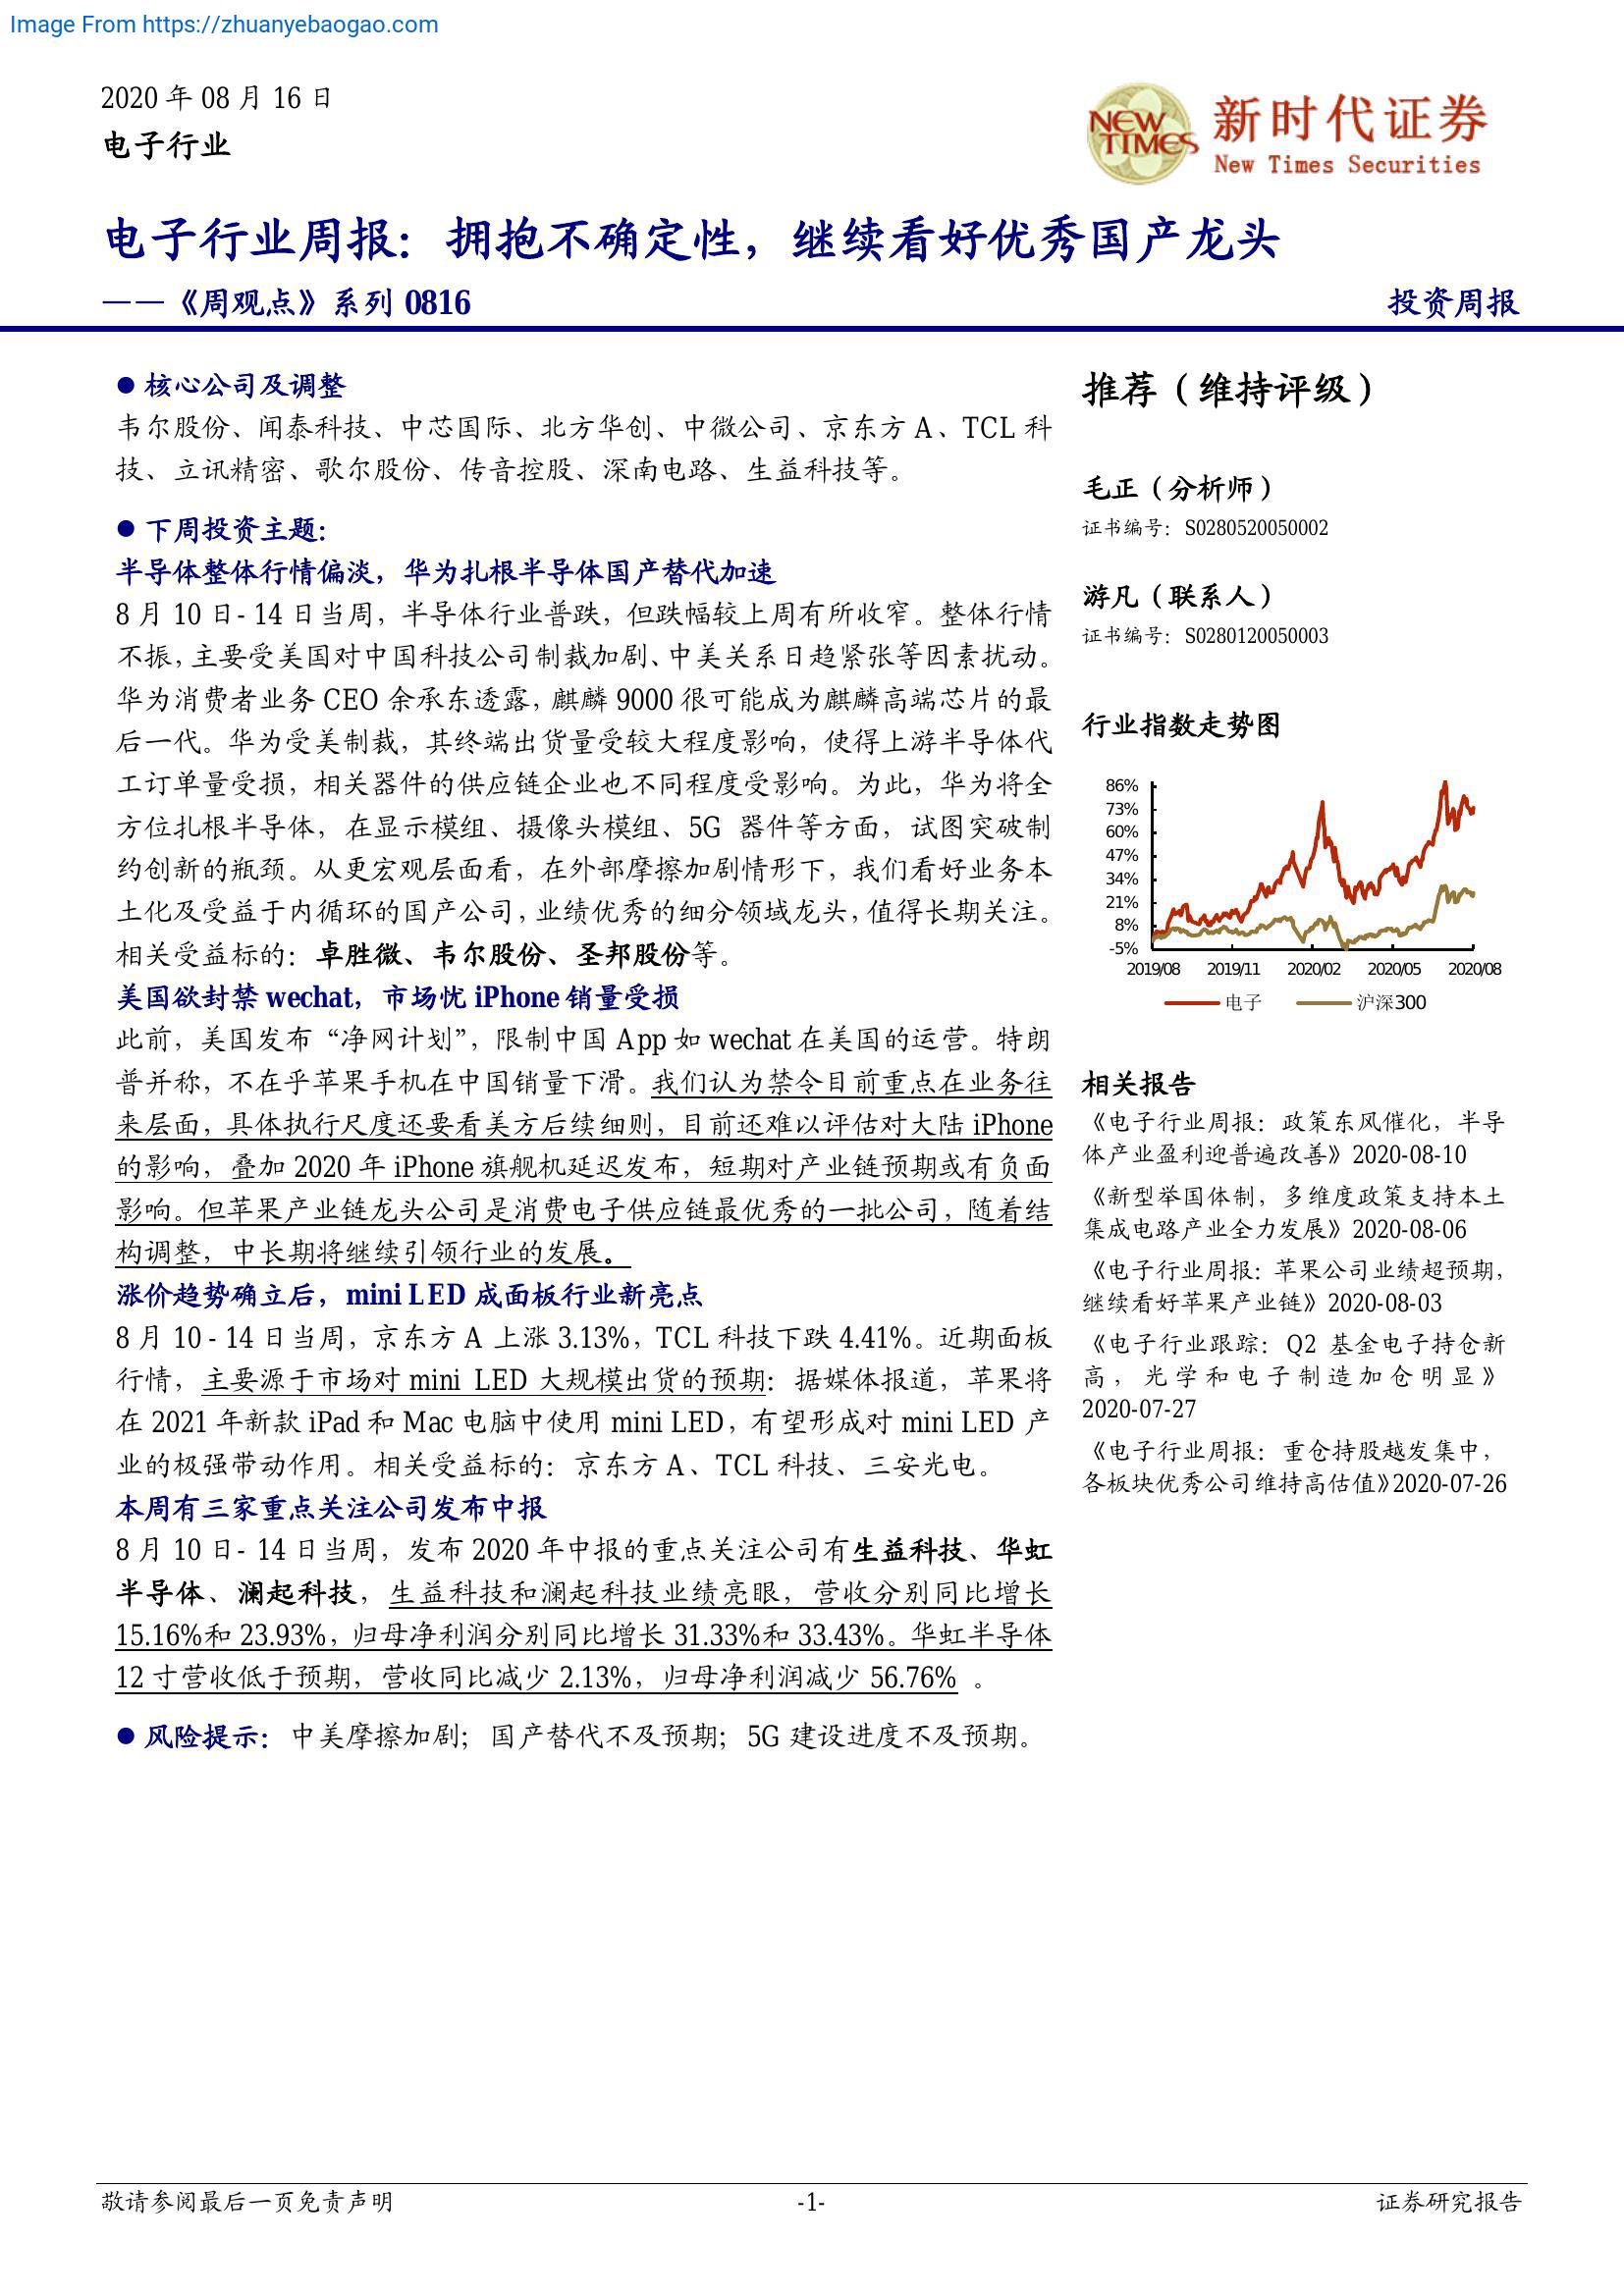 Image From https://zhuanyebaogao.com
2020 年 08 月 16 日
电子行业
NEW TIMES
新时代证券
New Times Securities
电子行业周报：拥抱不确定性，继续看好优秀国产龙头
——《周观点》系列 0816
投资周报
● 核心公司及调整
韦尔股份、闻泰科技、中芯国际、北方华创、中微公司、京东方 A、TCL 科
技、立讯精密、歌尔股份、传音控股、深南电路、生益科技等。
● 下周投资主题：
半导体整体行情偏淡，华为扎根半导体国产替代加速
8 月 10 日- 14 日当周，半导体行业普跌，但跌幅较上周有所收窄。整体行情
不振，主要受美国对中国科技公司制裁加剧、中美关系日趋紧张等因素扰动。
华为消费者业务 CEO 余承东透露，麒麟 9000 很可能成为麒麟高端芯片的最
后一代。华为受美制裁，其终端出货量受较大程度影响，使得上游半导体代
工订单量受损，相关器件的供应链企业也不同程度受影响。为此，华为将全
方位扎根半导体，在显示模组、摄像头模组、5G 器件等方面，试图突破制
约创新的瓶颈。从更宏观层面看，在外部摩擦加剧情形下，我们看好业务本
土化及受益于内循环的国产公司，业绩优秀的细分领域龙头，值得长期关注。
相关受益标的：卓胜微、韦尔股份、圣邦股份等。
美国欲封禁 wechat，市场忧 iPhone 销量受损
此前，美国发布“净网计划”，限制中国 App 如 wechat 在美国的运营。特朗
普并称，不在乎苹果手机在中国销量下滑。我们认为禁令目前重点在业务往
来层面，具体执行尺度还要看美方后续细则，目前还难以评估对大陆 iPhone
的影响，叠加 2020 年 iPhone 旗舰机延迟发布，短期对产业链预期或有负面
影响。但苹果产业链龙头公司是消费电子供应链最优秀的一批公司，随着结
构调整，中长期将继续引领行业的发展。
涨价趋势确立后，mini LED 成面板行业新亮点
8 月 10 - 14 日当周，京东方 A 上涨 3.13%，TCL 科技下跌 4.41%。近期面板
行情，主要源于市场对 mini LED 大规模出货的预期：据媒体报道，苹果将
在 2021 年新款 iPad 和 Mac 电脑中使用 mini LED，有望形成对 mini LED 产
业的极强带动作用。相关受益标的：京东方 A、TCL 科技、三安光电。
本周有三家重点关注公司发布中报
8 月 10 日- 14 日当周，发布 2020 年中报的重点关注公司有生益科技、华虹
半导体、澜起科技，生益科技和澜起科技业绩亮眼，营收分别同比增长
15.16%和 23.93%，归母净利润分别同比增长 31.33%和 33.43%。华虹半导体
12 寸营收低于预期，营收同比减少 2.13%，归母净利润减少 56.76% 。
● 风险提示：中美摩擦加剧；国产替代不及预期；5G 建设进度不及预期。
推荐（维持评级）
毛正（分析师）
证书编号：S0280520050002
游凡（联系人）
证书编号：S0280120050003
行业指数走势图
86%
73%
60%
47%
34%
21%
8%
-5%
2019/08 2019/11 2020/02 2020/05 2020/08
电子 沪深300
相关报告
《电子行业周报：政策东风催化，半导
体产业盈利迎普遍改善》2020-08-10
《新型举国体制，多维度政策支持本土
集成电路产业全力发展》2020-08-06
《电子行业周报：苹果公司业绩超预期，
继续看好苹果产业链》2020-08-03
《电子行业跟踪：Q2 基金电子持仓新
高，光学和电子制造加仓明显》
2020-07-27
《电子行业周报：重仓持股越发集中，
各板块优秀公司维持高估值》2020-07-26
敬请参阅最后一页免责声明
-1-
证券研究报告